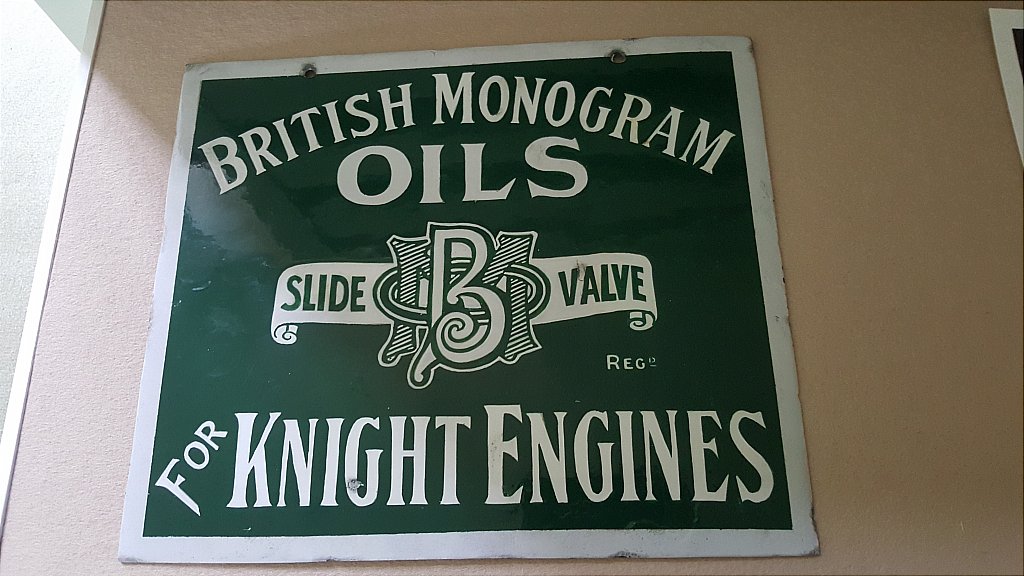 BRITISH MONOGRAM
OILS
SLIDE VALVE
REGD
FOR KNIGHT ENGINES